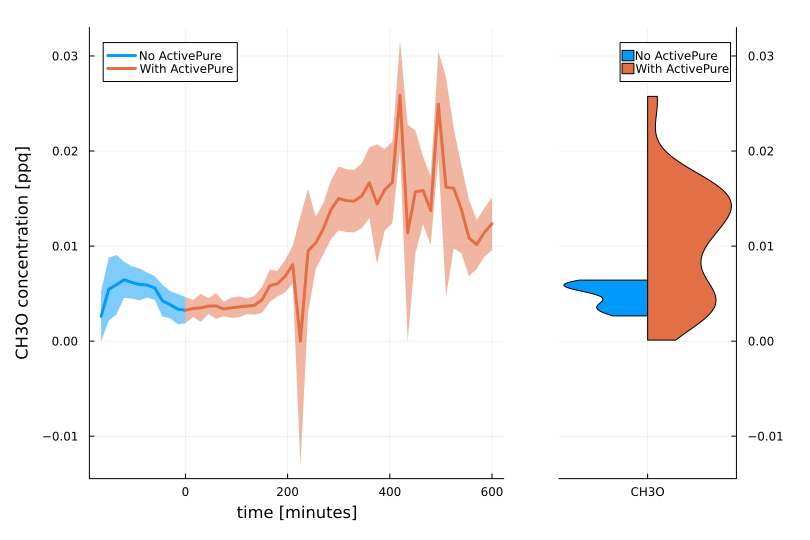 CH3O concentration [ppq]
0.03
0.02
0.01
0.00
−0.01
No ActivePure
With ActivePure
0
200
400
600
time [minutes]
No ActivePure
With ActivePure
0.03
0.02
0.01
0.00
−0.01
CH3O